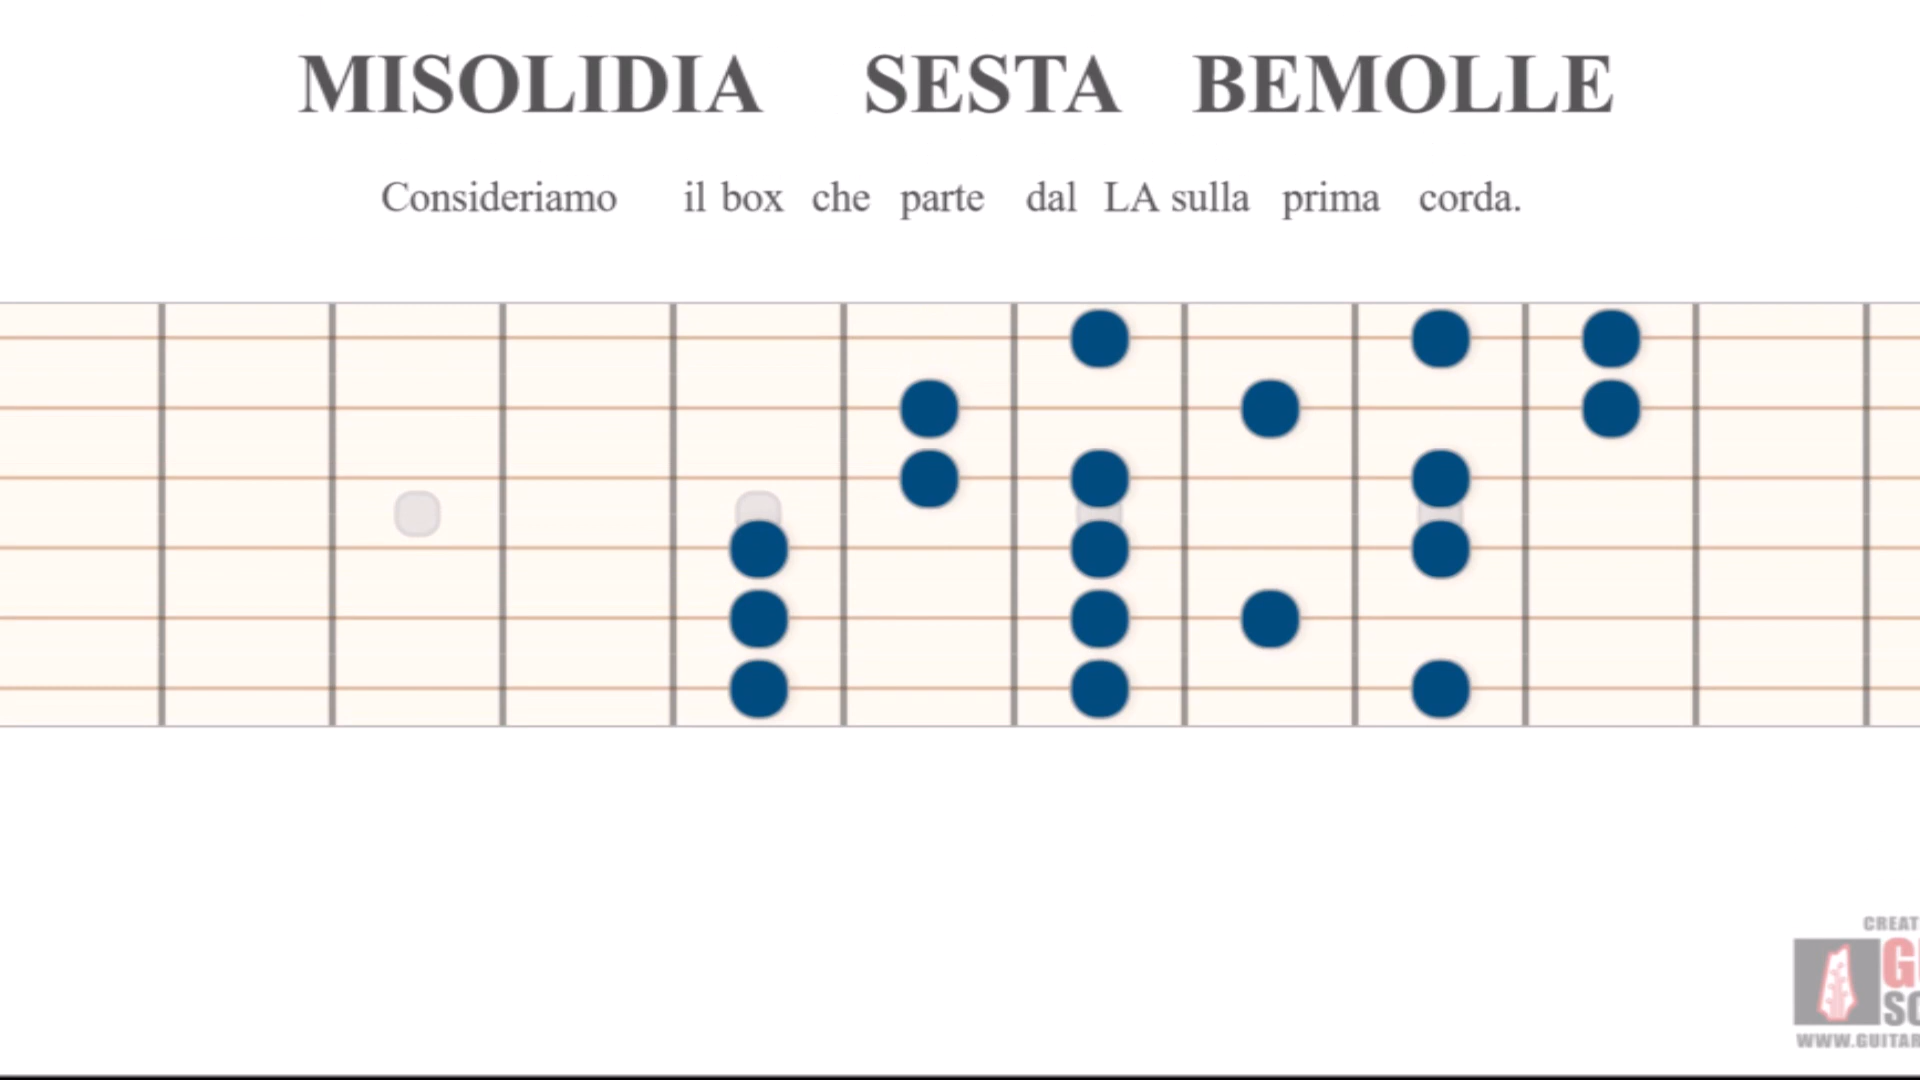 MISOLIDIA SESTA BEMOLLE
Consideriamo il box che parte dal LA sulla prima corda.